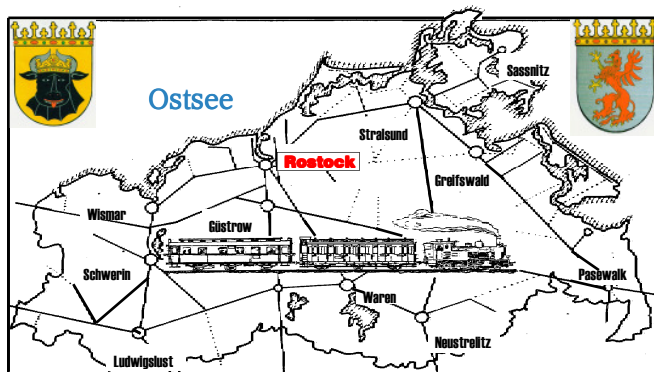 Sassnitz
Ostsee
Stralsund
Rostock
Greifswald
Wismar
Güstrow
Schwerin
Pasewalk
Waren
Neustrelitz
Ludwigslust